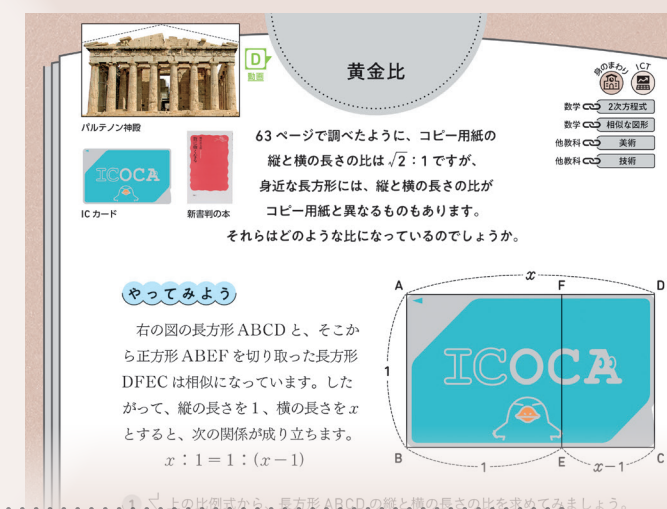 黄金比
D
動画
パルテノン神殿
ICOCA
ICカード
新書判の本
63ページで調べたように、コピー用紙の
縦と横の長さの比は√2：1ですが、
身近な長方形には、縦と横の長さの比が
コピー用紙と異なるものもあります。
それらはどのような比になっているのでしょうか。
身のまわり
ICT
数学 2次方程式
数学 相似な図形
他教科 美術
他教科 技術
やってみよう
右の図の長方形ABCDと、そこか
ら正方形ABEFを切り取った長方形
DFECは相似になっています。した
がって、縦の長さを1、横の長さをx
とすると、次の関係が成り立ちます。
x：1＝1：(x−1)
A
x
F
D
1
ICOCA
B
1
E
x−1
C
1 上の比例式から、長方形ABCDの縦と横の長さの比を求めてみましょう。